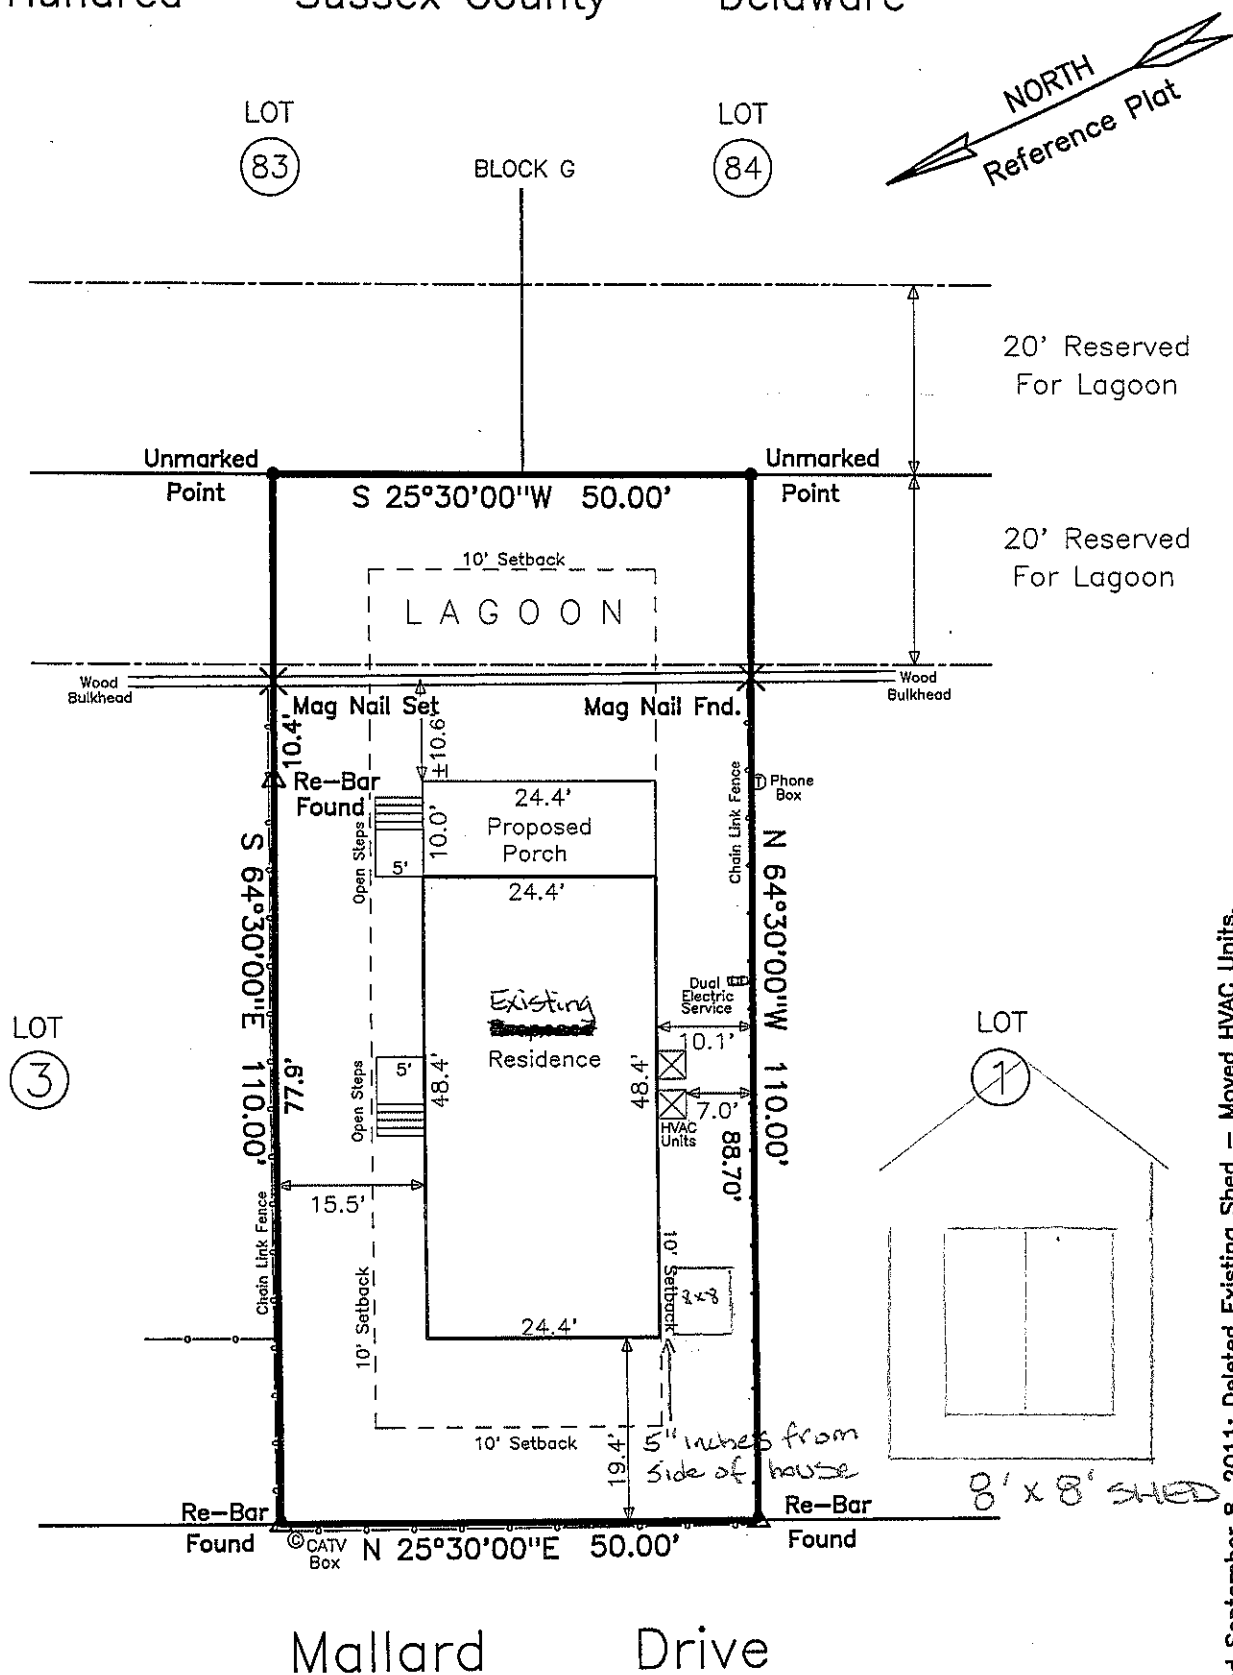 Hundred Sussex County Delaware
NORTH
Reference Plat
LOT
83
BLOCK G
LOT
84
20' Reserved
For Lagoon
Unmarked
Point
S 25°30'00"W 50.00'
Unmarked
Point
20' Reserved
For Lagoon
10' Setback
LAGOON
Wood
Bulkhead
Wood
Bulkhead
Mag Nail Set
Mag Nail Fnd.
10.4'
±10.6'
Re-Bar
Found
Chain Link Fence
T Phone
Box
24.4'
Proposed
Porch
10.0'
Open Steps
5'
24.4'
S 64°30'00"E 110.00'
N 64°30'00"W 110.00'
Existing
Residence
Dual
Electric
Service
10.1'
LOT
3
LOT
1
77.9'
Open Steps
5'
48.4'
48.4'
7.0'
HVAC
Units
88.70'
15.5'
Chain Link Fence
10' Setback
10' Setback
8x8
24.4'
10' Setback
19.4'
5" inches from
side of house
8' x 8' SHED
Re-Bar
Found
© CATV
Box
N 25°30'00"E 50.00'
Re-Bar
Found
Mallard Drive
September 8, 2011: Deleted Existing Shed - Moved HVAC Units.